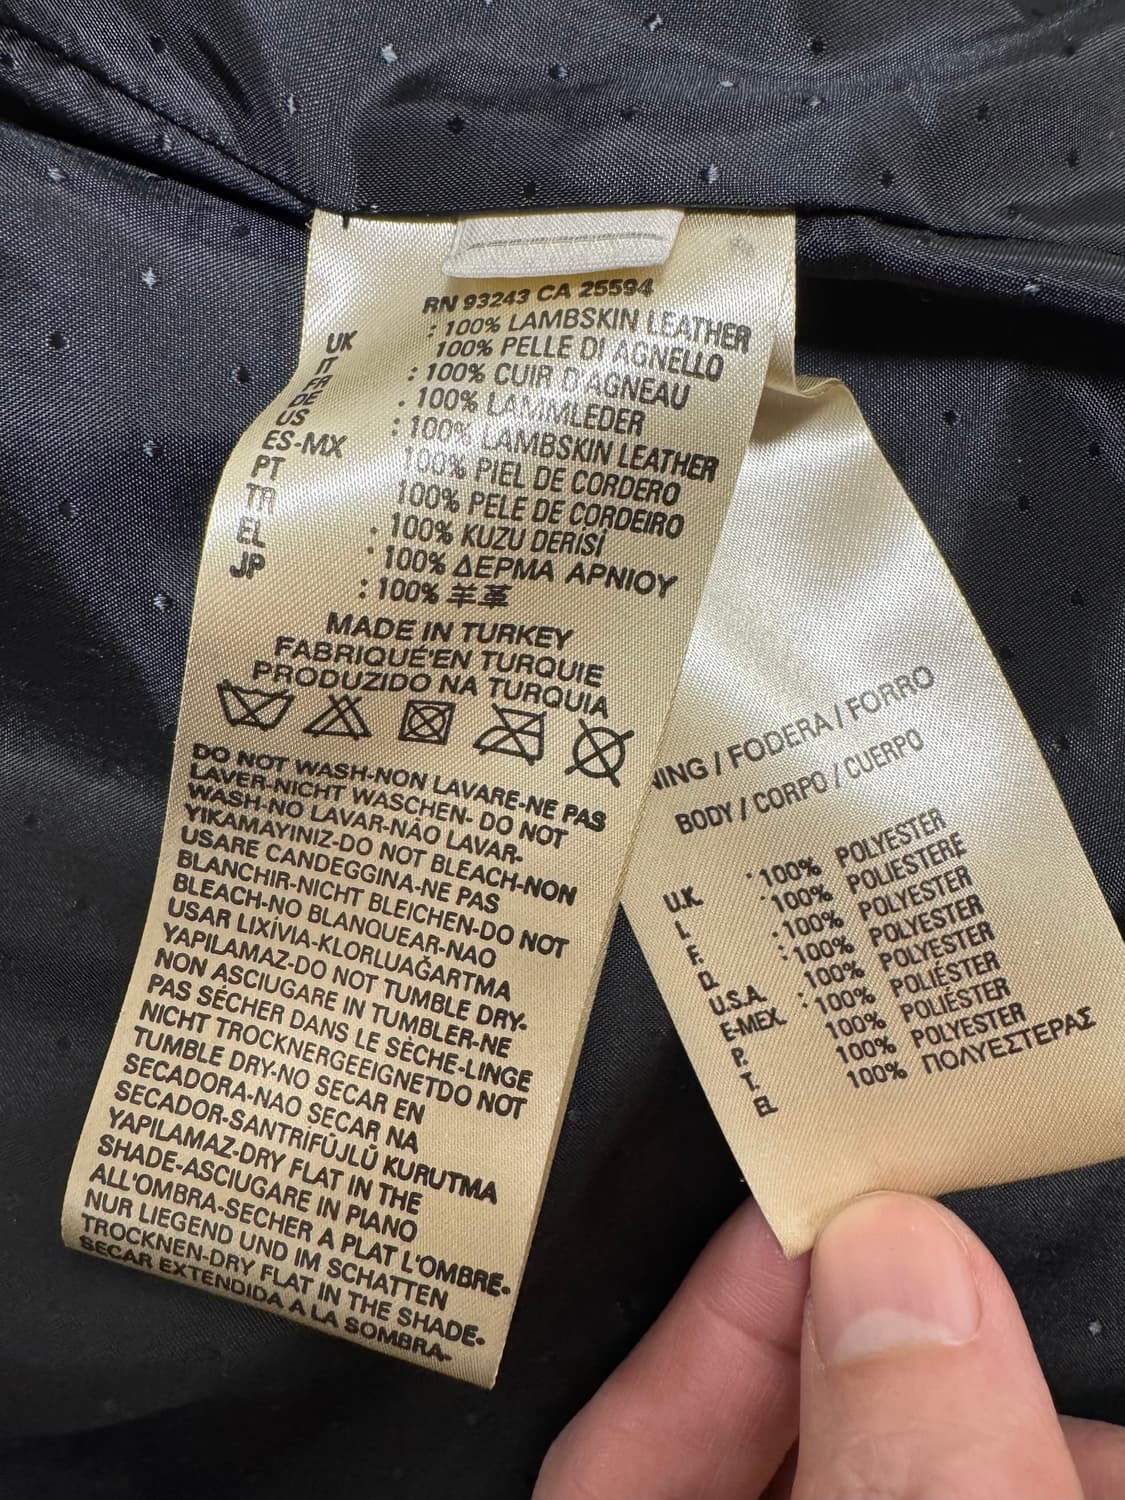 RN 93243 CA 25594
UK : 100% LAMBSKIN LEATHER
IT 100% PELLE DI AGNELLO
FR : 100% CUIR D'AGNEAU
DE : 100% LAMMLEDER
US : 100% LAMBSKIN LEATHER
ES-MX 100% PIEL DE CORDERO
PT 100% PELE DE CORDEIRO
TR : 100% KUZU DERİSİ
EL : 100% ΔΕΡΜΑ ΑΡΝΙΟΥ
JP : 100% 羊革
MADE IN TURKEY
FABRIQUÉ'EN TURQUIE
PRODUZIDO NA TURQUIA
DO NOT WASH-NON LAVARE-NE PAS
LAVER-NICHT WASCHEN- DO NOT
WASH-NO LAVAR-NÃO LAVAR-
YIKAMAYINIZ-DO NOT BLEACH-NON
USARE CANDEGGINA-NE PAS
BLANCHIR-NICHT BLEICHEN-DO NOT
BLEACH-NO BLANQUEAR-NAO
USAR LIXÍVIA-KLORLUAĞARTMA
YAPILAMAZ-DO NOT TUMBLE DRY-
NON ASCIUGARE IN TUMBLER-NE
PAS SÉCHER DANS LE SÈCHE-LINGE
NICHT TROCKNERGEEIGNETDO NOT
TUMBLE DRY-NO SECAR EN
SECADORA-NAO SECAR NA
SECADOR-SANTRİFÜJLÜ KURUTMA
YAPILAMAZ-DRY FLAT IN THE
SHADE-ASCIUGARE IN PIANO
ALL'OMBRA-SECHER A PLAT L'OMBRE-
NUR LIEGEND UND IM SCHATTEN
TROCKNEN-DRY FLAT IN THE SHADE-
SECAR EXTENDIDA A LA SOMBRA-
NING / FODERA / FORRO
BODY / CORPO / CUERPO
U.K. : 100% POLYESTER
I. : 100% POLIESTERE
F. : 100% POLYESTER
D. : 100% POLYESTER
U.S.A. 100% POLYESTER
E-MEX. : 100% POLIÉSTER
P. 100% POLIÉSTER
T. 100% POLYESTER
EL 100% ΠΟΛΥΕΣΤΕΡΑΣ